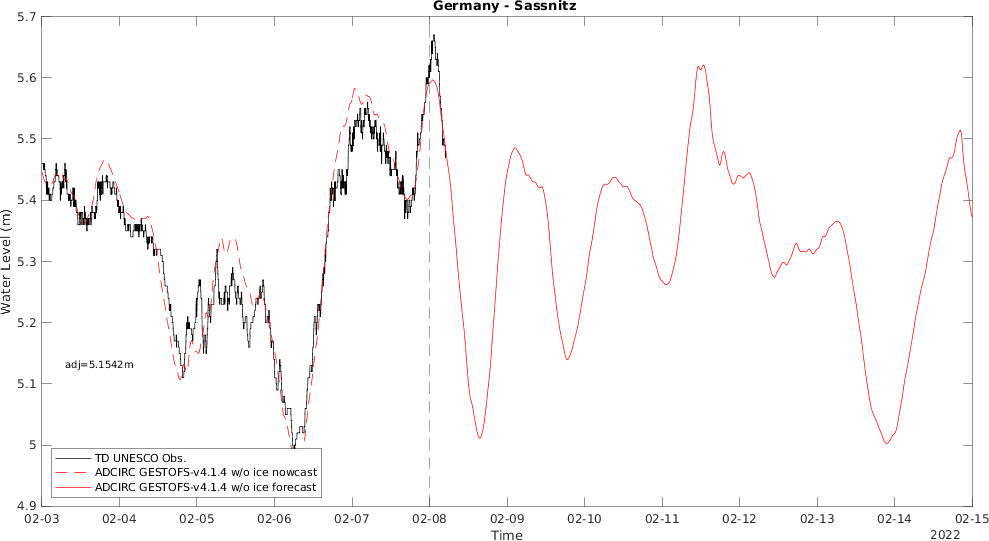 Germany - Sassnitz
5.7
5.6
5.5
5.4
5.3
5.2
5.1
5
4.9
Water Level (m)
adj=5.1542m
TD UNESCO Obs.
ADCIRC GESTOFS-v4.1.4 w/o ice nowcast
ADCIRC GESTOFS-v4.1.4 w/o ice forecast
02-03 02-04 02-05 02-06 02-07 02-08 02-09 02-10 02-11 02-12 02-13 02-14 02-15
Time
2022